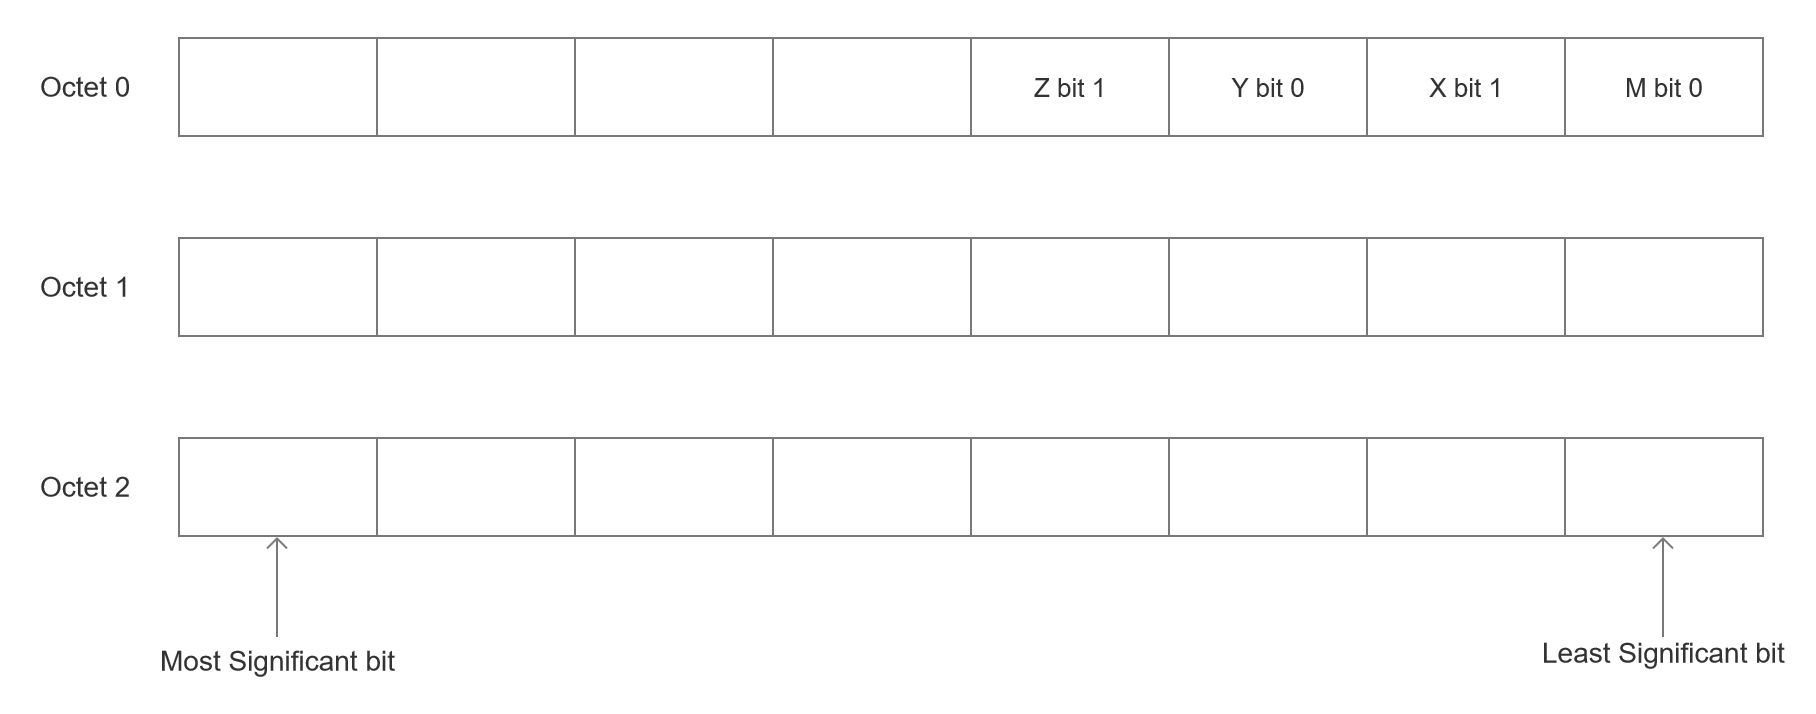 Octet 0
Z bit 1
Y bit 0
X bit 1
M bit 0
Octet 1
Octet 2
Most Significant bit
Least Significant bit